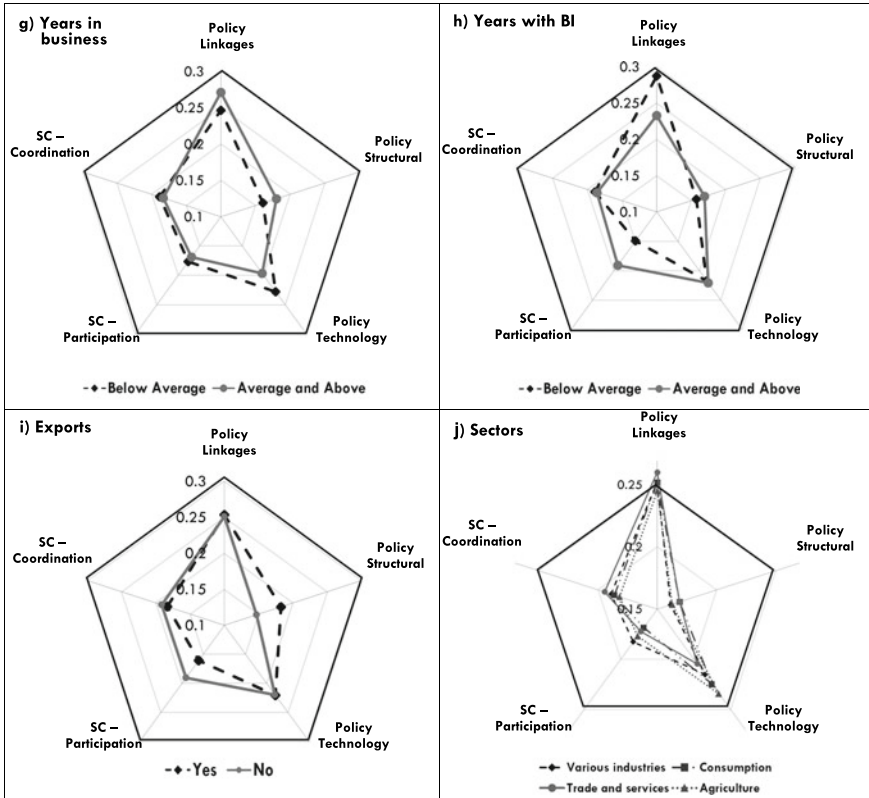 g) Years in
business
Policy
Linkages
0.3
0.25
0.2
0.15
0.1
Policy
Structural
Policy
Technology
SC –
Participation
SC –
Coordination
Below Average
Average and Above
h) Years with BI
Policy
Linkages
0.3
0.25
0.2
0.15
0.1
Policy
Structural
Policy
Technology
SC –
Participation
SC –
Coordination
Below Average
Average and Above
i) Exports
Policy
Linkages
0.3
0.25
0.2
0.15
0.1
Policy
Structural
Policy
Technology
SC –
Participation
SC –
Coordination
Yes
No
j) Sectors
Policy
Linkages
0.25
0.2
0.15
Policy
Structural
Policy
Technology
SC –
Participation
SC –
Coordination
Various industries
Consumption
Trade and services
Agriculture